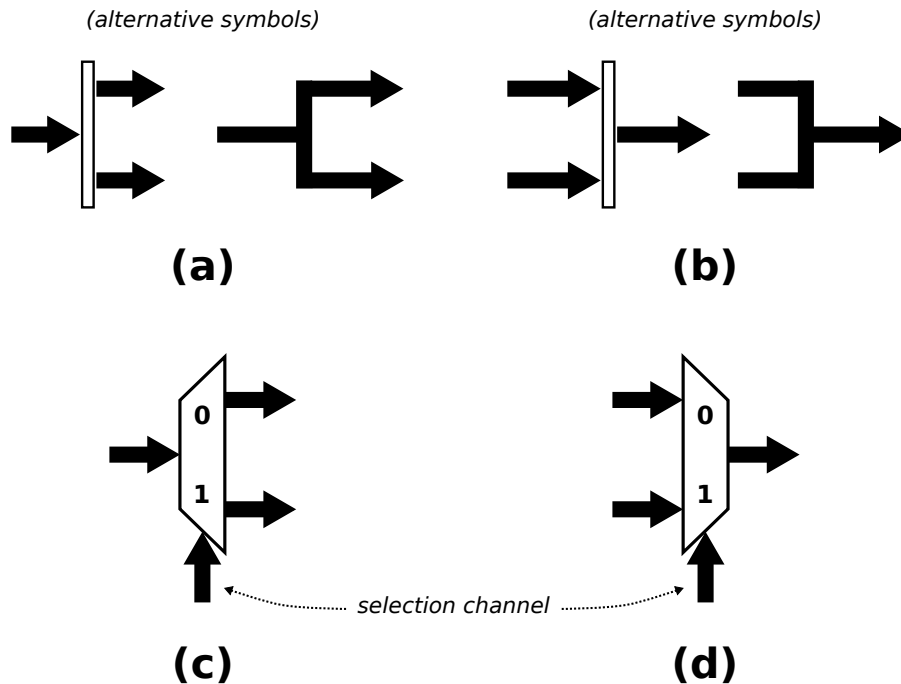 (alternative symbols)
(alternative symbols)
(a)
(b)
0
0
1
1
selection channel
(c)
(d)